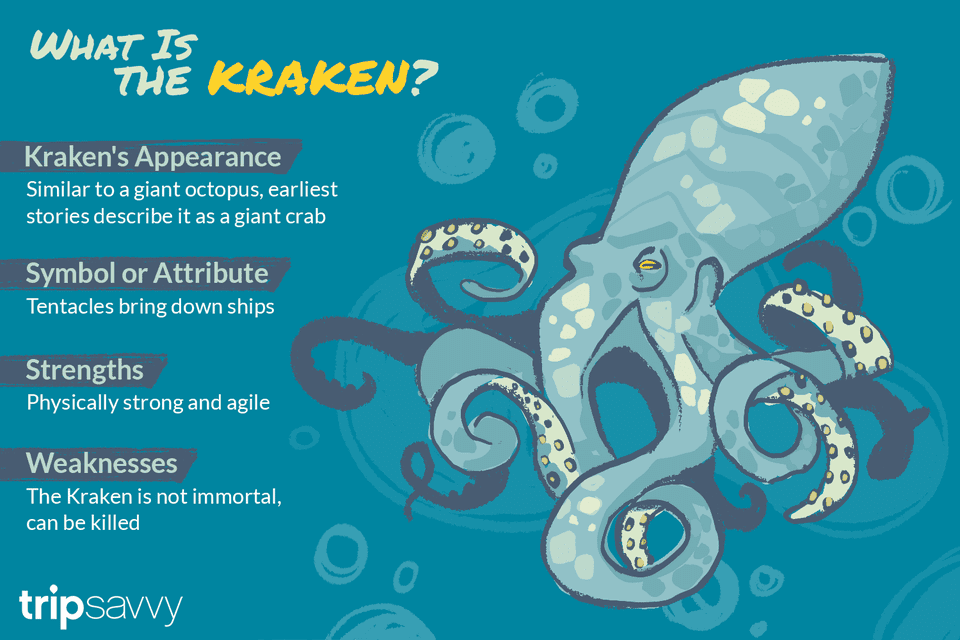 What Is
the Kraken?
Kraken's Appearance
Similar to a giant octopus, earliest
stories describe it as a giant crab
Symbol or Attribute
Tentacles bring down ships
Strengths
Physically strong and agile
Weaknesses
The Kraken is not immortal,
can be killed
tripsavvy